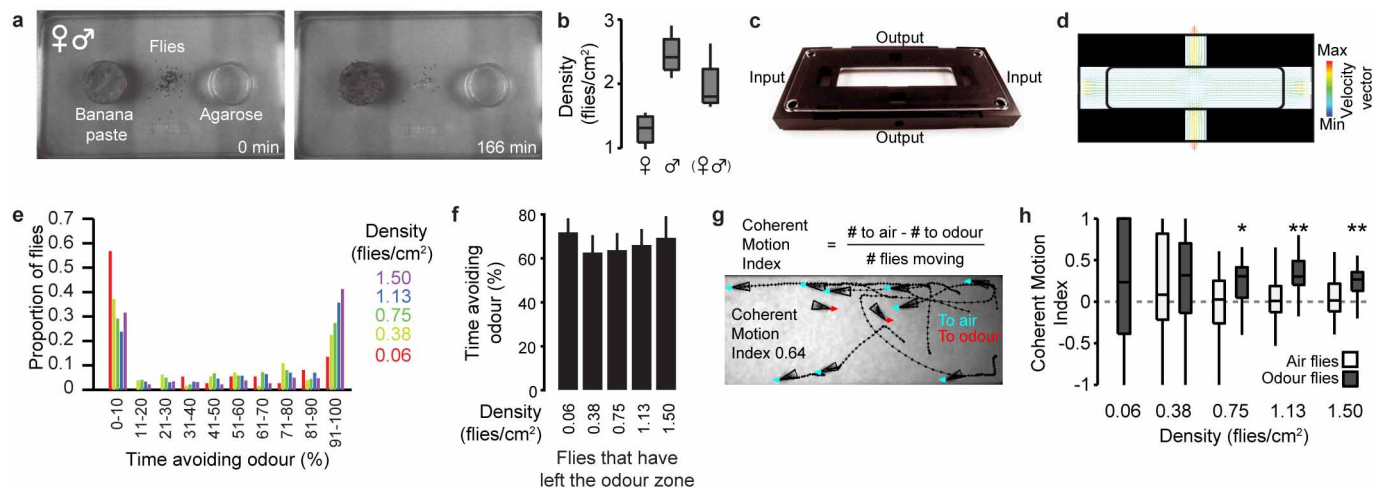 a
♀♂
Flies
Banana
paste
Agarose
0 min
166 min
b
Density
(flies/cm²)
3
2
1
♀ ♂ (♀♂)
c
Output
Input
Input
Output
d
Max
Velocity
vector
Min
e
Proportion of flies
0.7
0.6
0.5
0.4
0.3
0.2
0.1
0
0-10
11-20
21-30
31-40
41-50
51-60
61-70
71-80
81-90
91-100
Time avoiding odour (%)
Density
(flies/cm²)
1.50
1.13
0.75
0.38
0.06
f
Time avoiding
odour (%)
80
60
40
20
0
Density
(flies/cm²)
0.06
0.38
0.75
1.13
1.50
Flies that have
left the odour zone
g
Coherent
Motion
Index
=
# to air - # to odour
# flies moving
Coherent
Motion
Index 0.64
To air
To odour
h
Coherent Motion
Index
1
0.5
0
-0.5
-1
* ** **
Air flies
Odour flies
0.06 0.38 0.75 1.13 1.50
Density (flies/cm²)